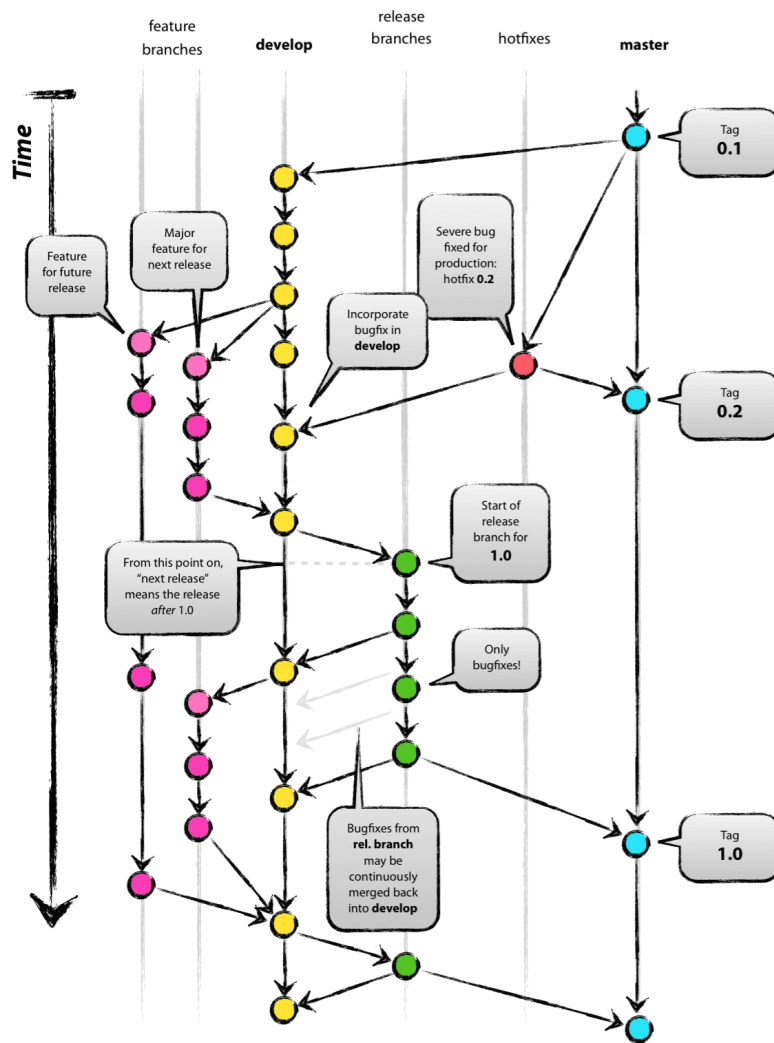 feature
branches
develop
release
branches
hotfixes
master
Time
Tag
0.1
Feature
for future
release
Major
feature for
next release
Severe bug
fixed for
production:
hotfix 0.2
Incorporate
bugfix in
develop
Tag
0.2
Start of
release
branch for
1.0
From this point on,
“next release”
means the release
after 1.0
Only
bugfixes!
Bugfixes from
rel. branch
may be
continuously
merged back
into develop
Tag
1.0